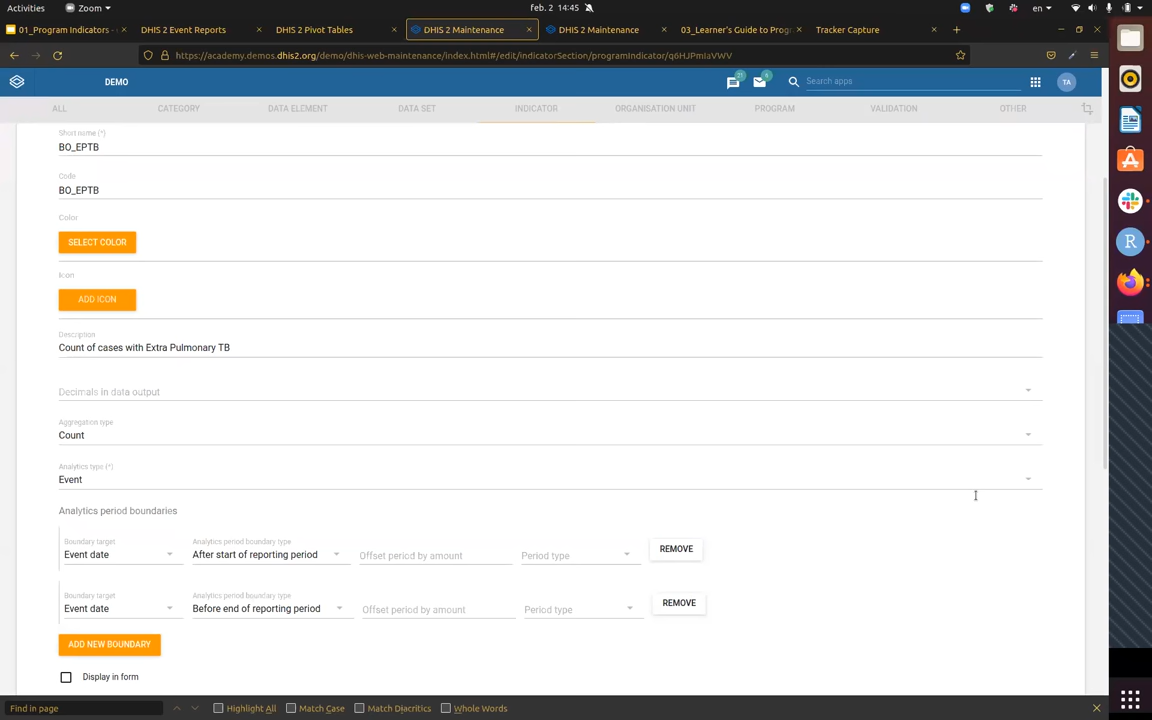 Activities Zoom feb. 2 14:45 en
01_Program Indicators - DHIS 2 Event Reports DHIS 2 Pivot Tables DHIS 2 Maintenance DHIS 2 Maintenance 03_Learner's Guide to Prog Tracker Capture
https://academy.demos.dhis2.org/demo/dhis-web-maintenance/index.html#/edit/indicatorSection/programIndicator/q6HJPmIaVWV
DEMO Search apps TA
ALL CATEGORY DATA ELEMENT DATA SET INDICATOR ORGANISATION UNIT PROGRAM VALIDATION OTHER
Short name (*)
BO_EPTB
Code
BO_EPTB
Color
SELECT COLOR
Icon
ADD ICON
Description
Count of cases with Extra Pulmonary TB
Decimals in data output
Aggregation type
Count
Analytics type (*)
Event
Analytics period boundaries
Boundary target Analytics period boundary type
Event date After start of reporting period Offset period by amount Period type REMOVE
Boundary target Analytics period boundary type
Event date Before end of reporting period Offset period by amount Period type REMOVE
ADD NEW BOUNDARY
Display in form
Find in page Highlight All Match Case Match Diacritics Whole Words